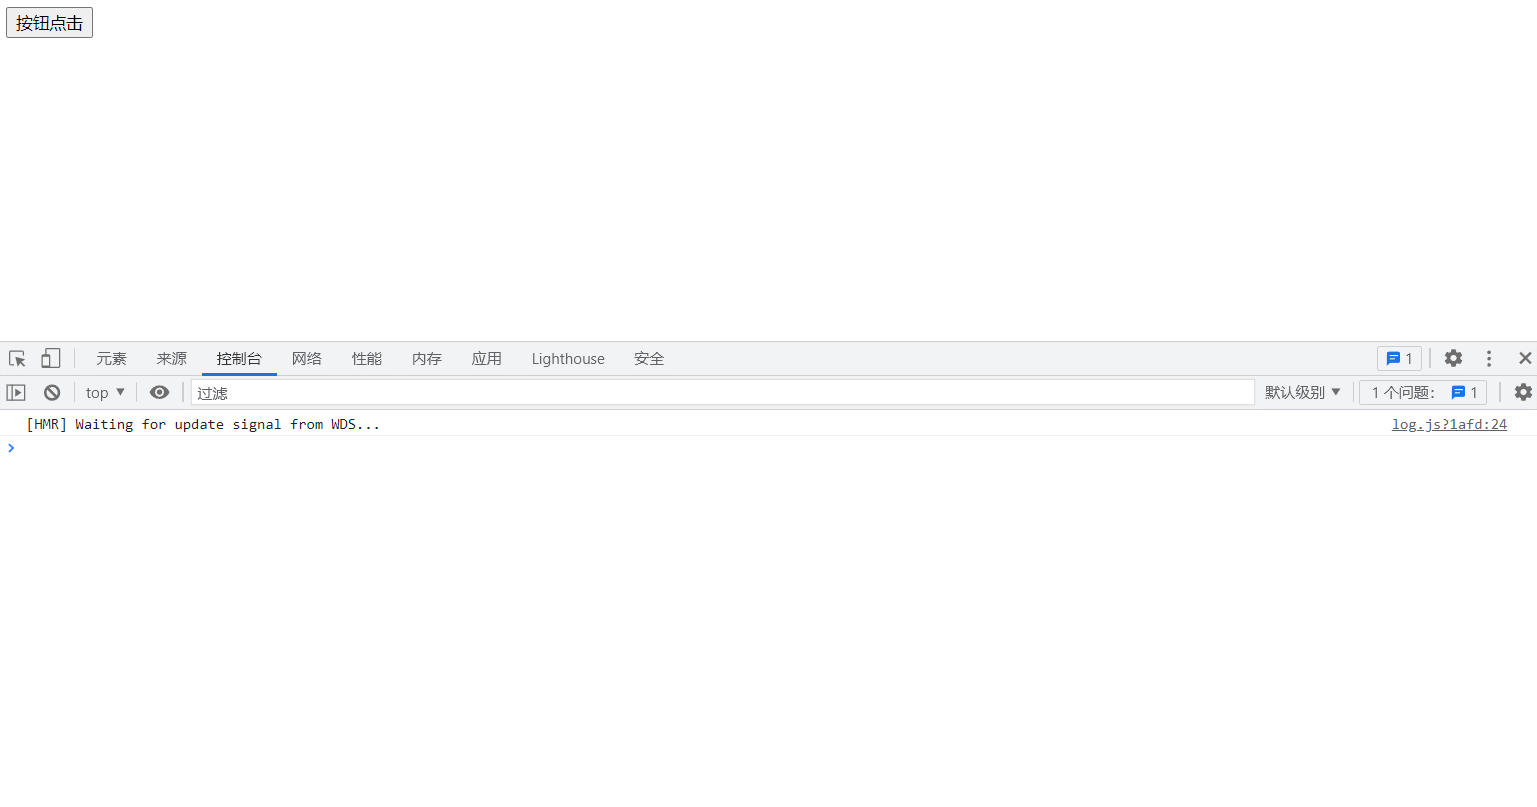 按钮点击
元素 来源 控制台 网络 性能 内存 应用 Lighthouse 安全 1
top 过滤 默认级别 1 个问题: 1
[HMR] Waiting for update signal from WDS... log.js?1afd:24